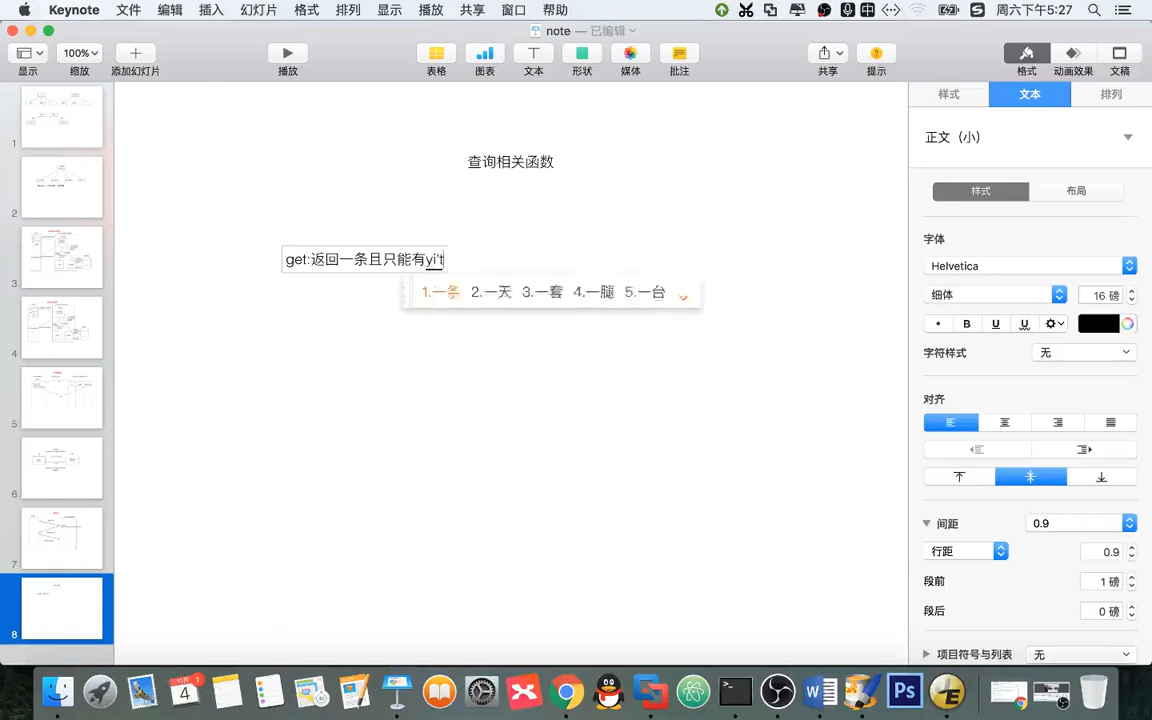 Keynote 文件 编辑 插入 幻灯片 格式 排列 显示 播放 共享 窗口 帮助 周六下午5:27
note — 已编辑
100%
显示 缩放 添加幻灯片 播放 表格 图表 文本 形状 媒体 批注 共享 提示 格式 动画效果 文稿
样式 文本 排列
正文（小）
样式 布局
字体
Helvetica
细体 16 磅
B U U
字符样式 无
对齐
间距 0.9
行距 0.9
段前 1 磅
段后 0 磅
项目符号与列表 无
查询相关函数
get:返回一条且只能有yi't
1.一条 2.一天 3.一套 4.一腿 5.一台
1
2
3
4
5
6
7
8
4
Ps